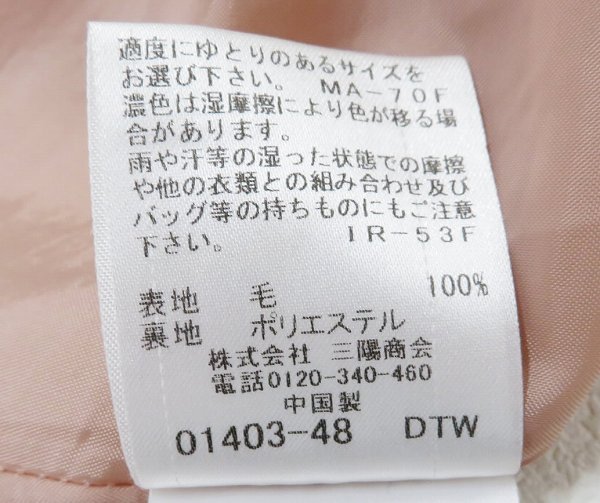 適度にゆとりのあるサイズを
お選び下さい。 MA-70F
濃色は湿摩擦により色が移る場
合があります。
雨や汗等の湿った状態での摩擦
や他の衣類との組み合わせ及び
バッグ等の持ちものにもご注意
下さい。 IR-53F
表地 毛 100%
裏地 ポリエステル
株式会社 三陽商会
電話0120-340-460
中国製
01403-48 DTW